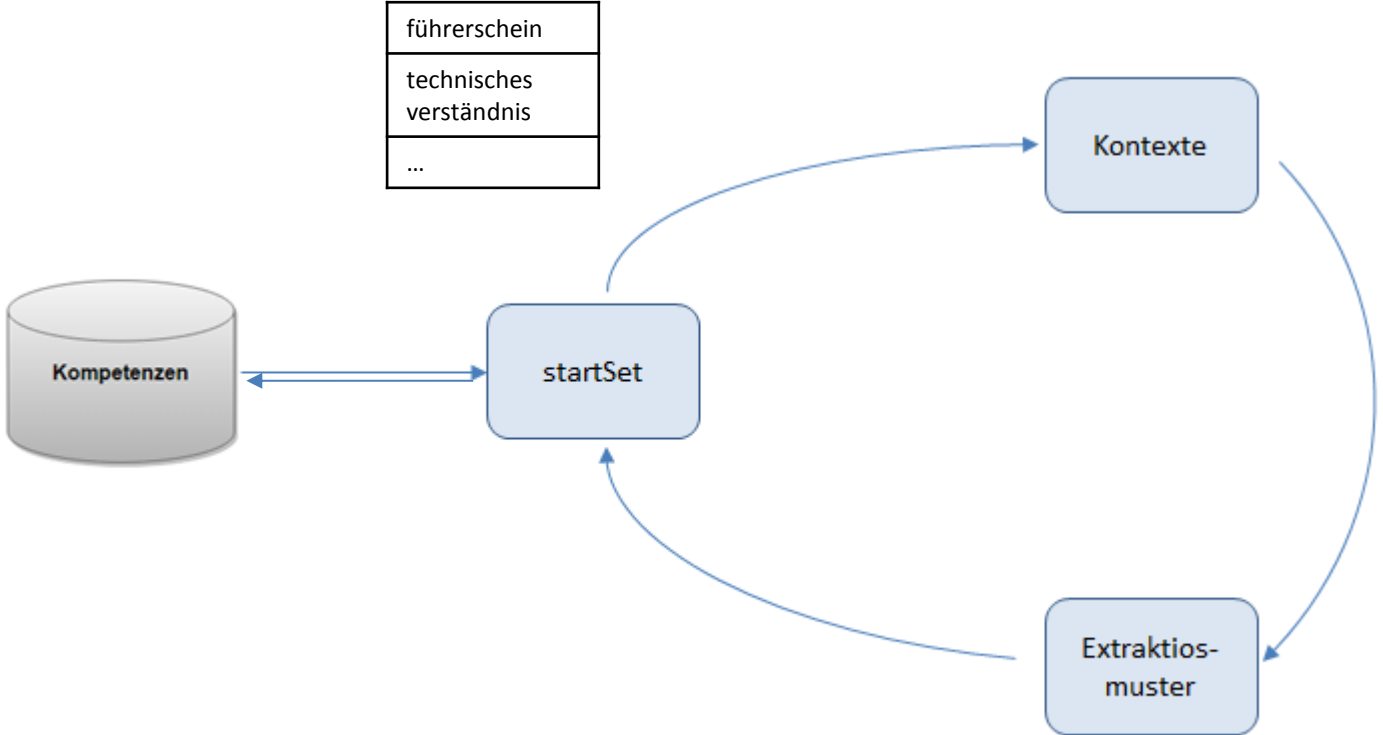 führerschein
technisches
verständnis
...
Kontexte
Kompetenzen
startSet
Extraktios-
muster